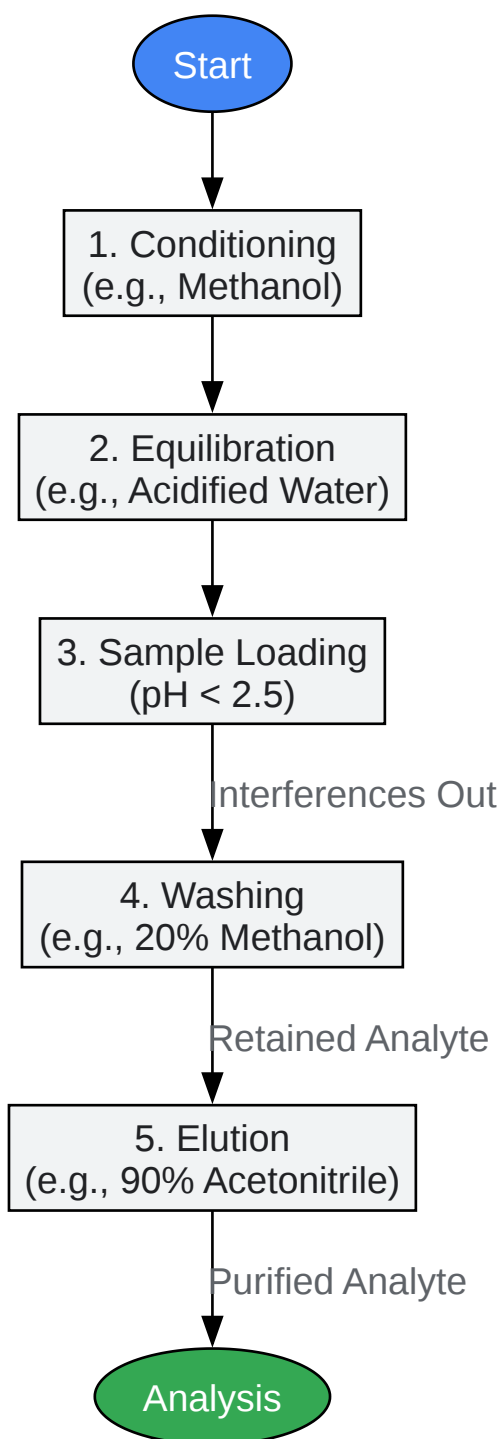 Start
1. Conditioning
(e.g., Methanol)
2. Equilibration
(e.g., Acidified Water)
3. Sample Loading
(pH < 2.5)
Interferences Out
4. Washing
(e.g., 20% Methanol)
Retained Analyte
5. Elution
(e.g., 90% Acetonitrile)
Purified Analyte
Analysis